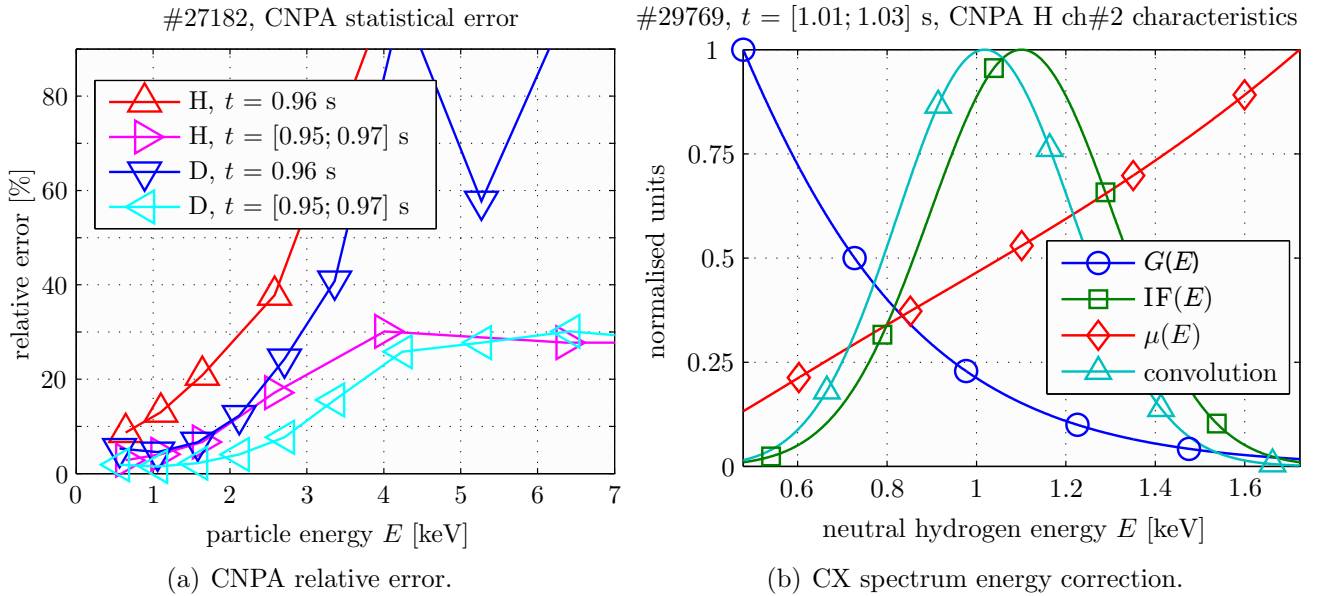 #27182, CNPA statistical error
80
60
40
20
0
relative error [%]
H, t = 0.96 s
H, t = [0.95; 0.97] s
D, t = 0.96 s
D, t = [0.95; 0.97] s
0 1 2 3 4 5 6 7
particle energy E [keV]
(a) CNPA relative error.
#29769, t = [1.01; 1.03] s, CNPA H ch#2 characteristics
1
0.75
0.5
0.25
0
normalised units
G(E)
IF(E)
μ(E)
convolution
0.6 0.8 1 1.2 1.4 1.6
neutral hydrogen energy E [keV]
(b) CX spectrum energy correction.